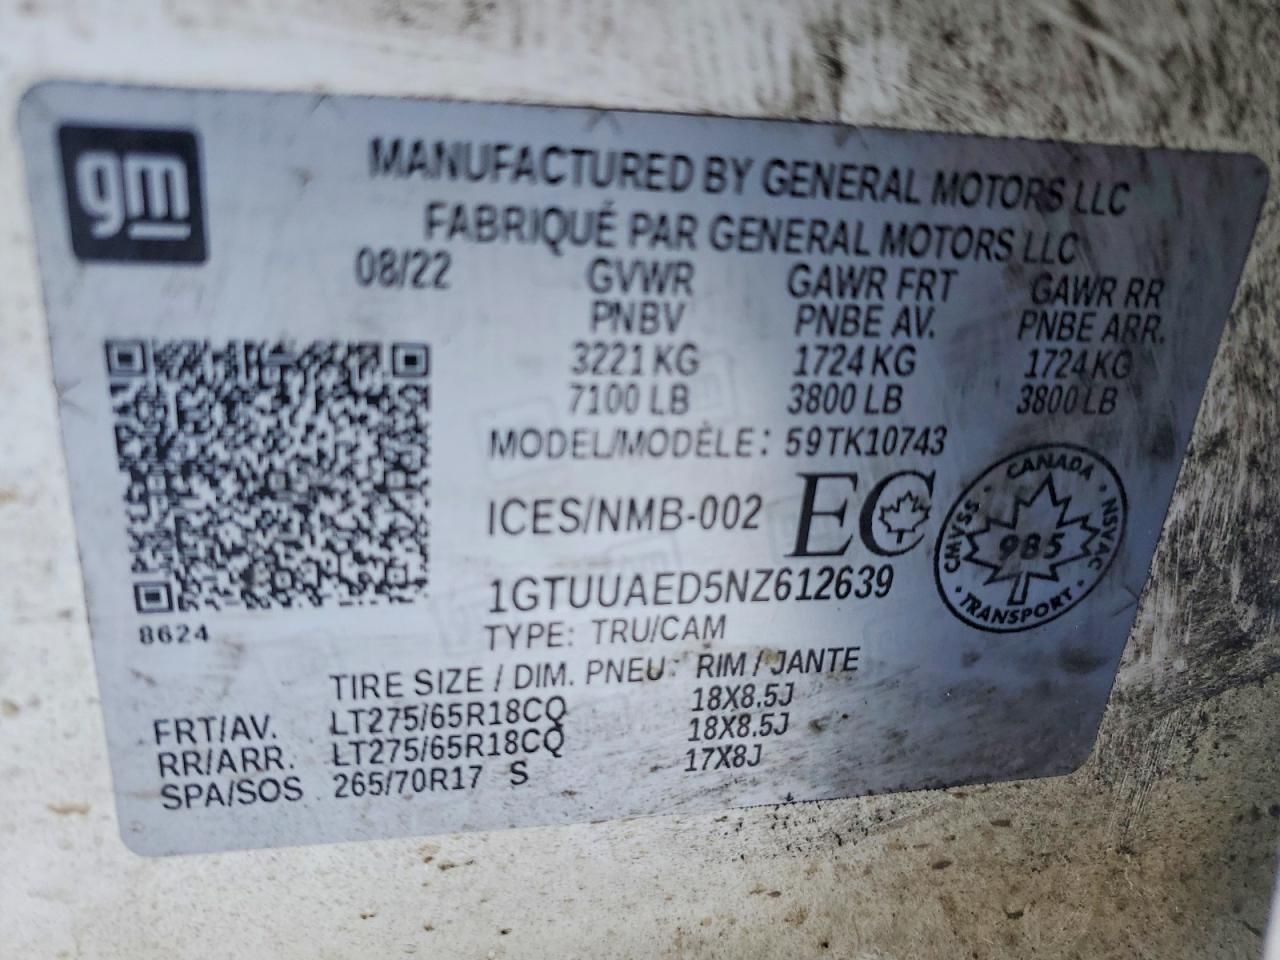 gm
MANUFACTURED BY GENERAL MOTORS LLC
FABRIQUÉ PAR GENERAL MOTORS LLC
08/22 GVWR GAWR FRT GAWR RR
PNBV PNBE AV. PNBE ARR.
3221 KG 1724 KG 1724 KG
7100 LB 3800 LB 3800 LB
MODEL/MODÈLE: 59TK10743
ICES/NMB-002 EC
CANADA · NSVAC · TRANSPORT · CHASSIS
985
1GTUUAED5NZ612639
8624 TYPE: TRU/CAM
TIRE SIZE / DIM. PNEU: RIM / JANTE
FRT/AV. LT275/65R18CQ 18X8.5J
RR/ARR. LT275/65R18CQ 18X8.5J
SPA/SOS 265/70R17 S 17X8J